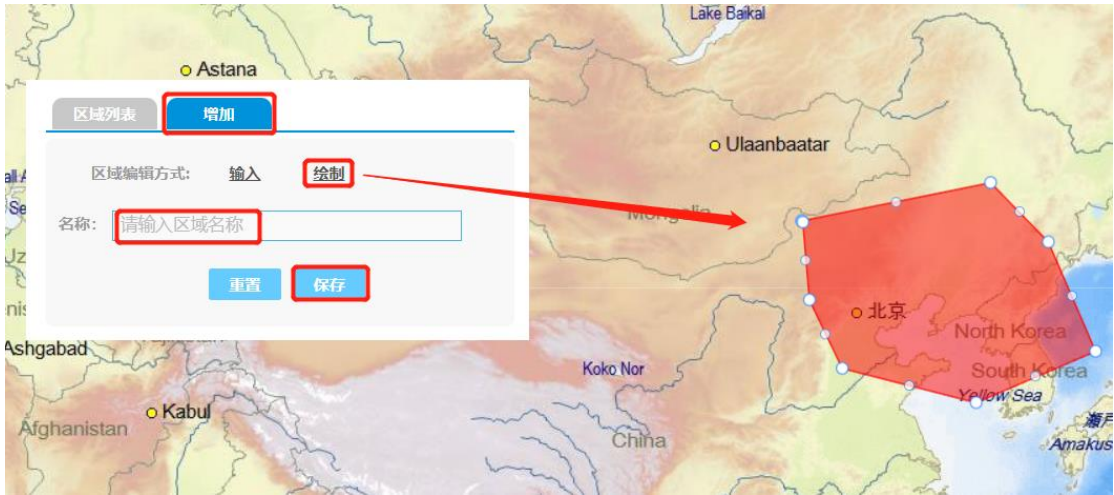 Lake Baikal
Astana
区域列表 增加
Ulaanbaatar
区域编辑方式: 输入 绘制
Mongolia
名称: 请输入区域名称
重置 保存
北京
North Korea
Ashgabad
Koko Nor
South Korea
Yellow Sea
Kabul
Afghanistan
China
Amakus